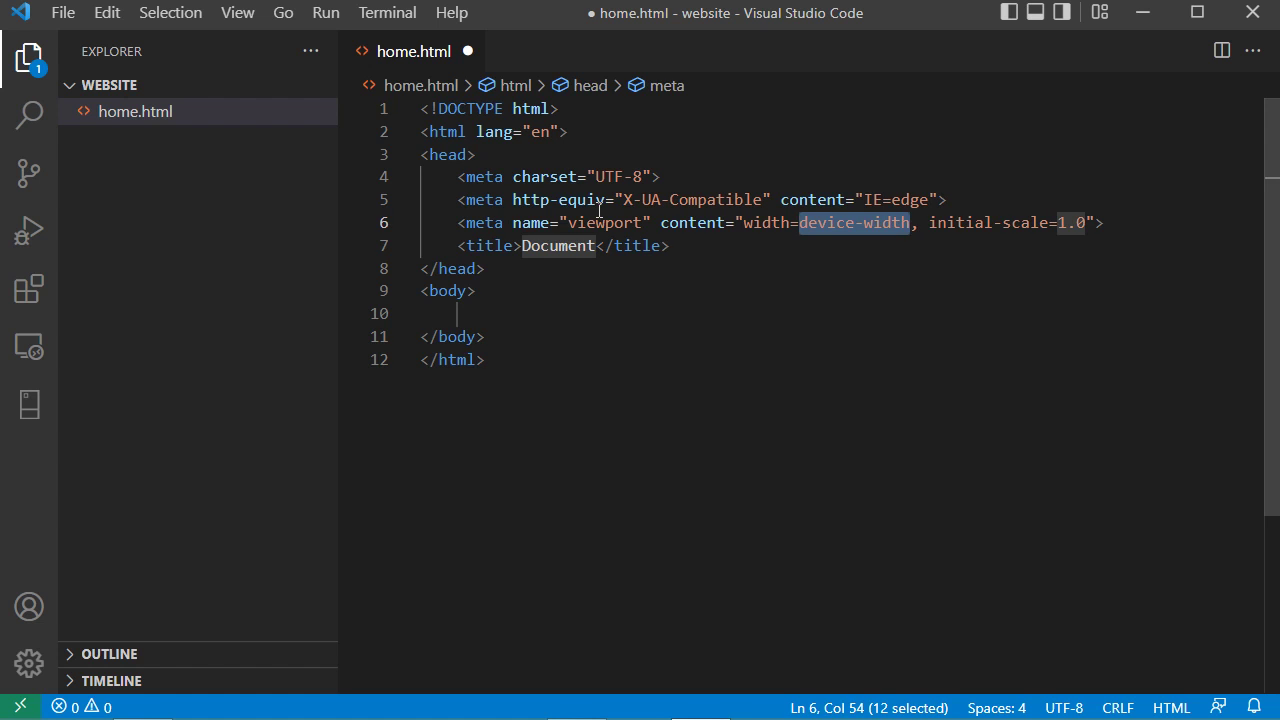 File Edit Selection View Go Run Terminal Help ● home.html - website - Visual Studio Code
EXPLORER ...
home.html ●
WEBSITE
home.html
home.html > html > head > meta
1 <!DOCTYPE html>
2 <html lang="en">
3 <head>
4 <meta charset="UTF-8">
5 <meta http-equiv="X-UA-Compatible" content="IE=edge">
6 <meta name="viewport" content="width=device-width, initial-scale=1.0">
7 <title>Document</title>
8 </head>
9 <body>
10
11 </body>
12 </html>
1
OUTLINE
TIMELINE
0 0 Ln 6, Col 54 (12 selected) Spaces: 4 UTF-8 CRLF HTML